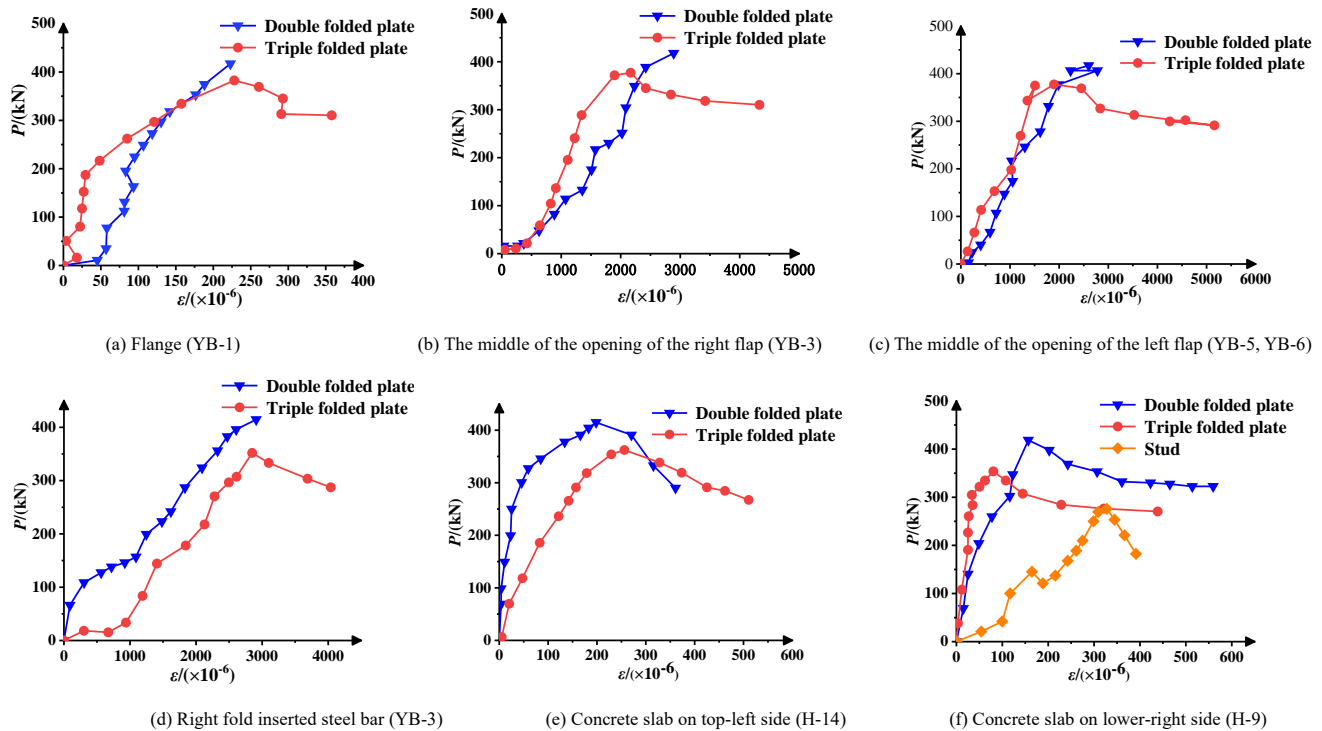 Double folded plate
Triple folded plate
P/(kN)
500
400
300
200
100
0
0 50 100 150 200 250 300 350 400
ε/(×10⁻⁶)
(a) Flange (YB-1)
Double folded plate
Triple folded plate
P/(kN)
500
400
300
200
100
0
0 1000 2000 3000 4000 5000
ε/(×10⁻⁶)
(b) The middle of the opening of the right flap (YB-3)
Double folded plate
Triple folded plate
P/(kN)
500
400
300
200
100
0
0 1000 2000 3000 4000 5000 6000
ε/(×10⁻⁶)
(c) The middle of the opening of the left flap (YB-5, YB-6)
Double folded plate
Triple folded plate
P/(kN)
400
300
200
100
0
0 1000 2000 3000 4000
ε/(×10⁻⁶)
(d) Right fold inserted steel bar (YB-3)
Double folded plate
Triple folded plate
P/(kN)
400
300
200
100
0
0 200 400 600
ε/(×10⁻⁶)
(e) Concrete slab on top-left side (H-14)
Double folded plate
Triple folded plate
Stud
P/(kN)
500
400
300
200
100
0
0 100 200 300 400 500 600
ε/(×10⁻⁶)
(f) Concrete slab on lower-right side (H-9)